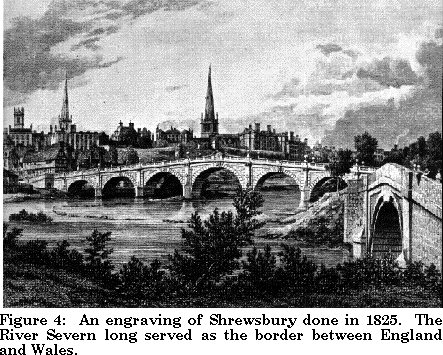 Figure 4: An engraving of Shrewsbury done in 1825. The
River Severn long served as the border between England
and Wales.